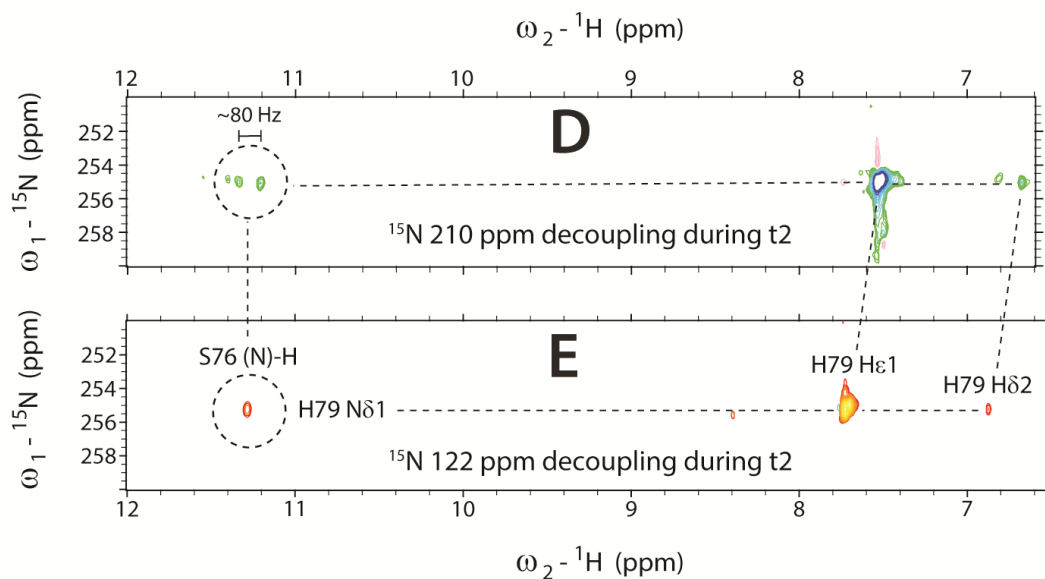 ω2 - 1H (ppm)
12 11 10 9 8 7
~80 Hz
D
ω1 - 15N (ppm)
252
254
256
258
15N 210 ppm decoupling during t2
E
S76 (N)-H
H79 Hε1
H79 Hδ2
H79 Nδ1
ω1 - 15N (ppm)
252
254
256
258
15N 122 ppm decoupling during t2
12 11 10 9 8 7
ω2 - 1H (ppm)